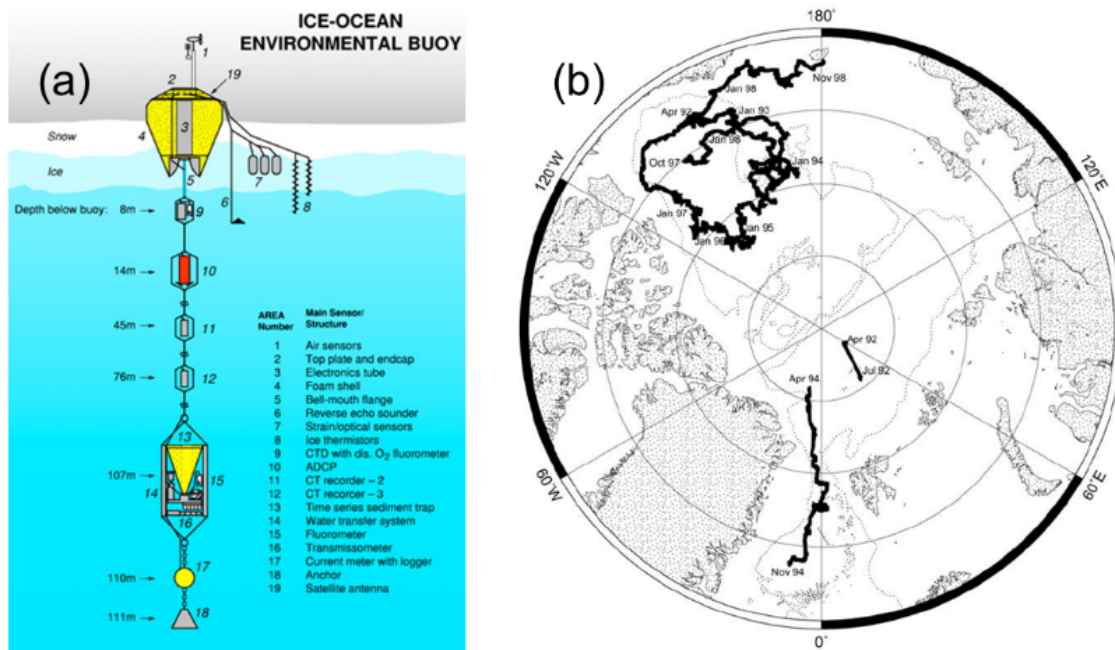 ICE-OCEAN
ENVIRONMENTAL BUOY
(a)
1
2
19
3
4
Snow
Ice
5
7
6
8
Depth below buoy:
8m
9
14m
10
45m
11
76m
12
13
107m
14
15
16
110m
17
111m
18
AREA Number Main Sensor/ Structure
1 Air sensors
2 Top plate and endcap
3 Electronics tube
4 Foam shell
5 Bell-mouth flange
6 Reverse echo sounder
7 Strain/optical sensors
8 Ice thermistors
9 CTD with dis. O2 fluorometer
10 ADCP
11 CT recorder – 2
12 CT recorcer – 3
13 Time series sediment trap
14 Water transfer system
15 Fluorometer
16 Transmissometer
17 Current meter with logger
18 Anchor
19 Satellite antenna
(b)
180°
Nov 98
Jan 98
Apr 92
Jan 93
Jan 98
Oct 97
Jan 94
120°W
120°E
Jan 97
Jan 95
Jan 96
Apr 92
Jul 92
Apr 94
60°W
60°E
Nov 94
0°